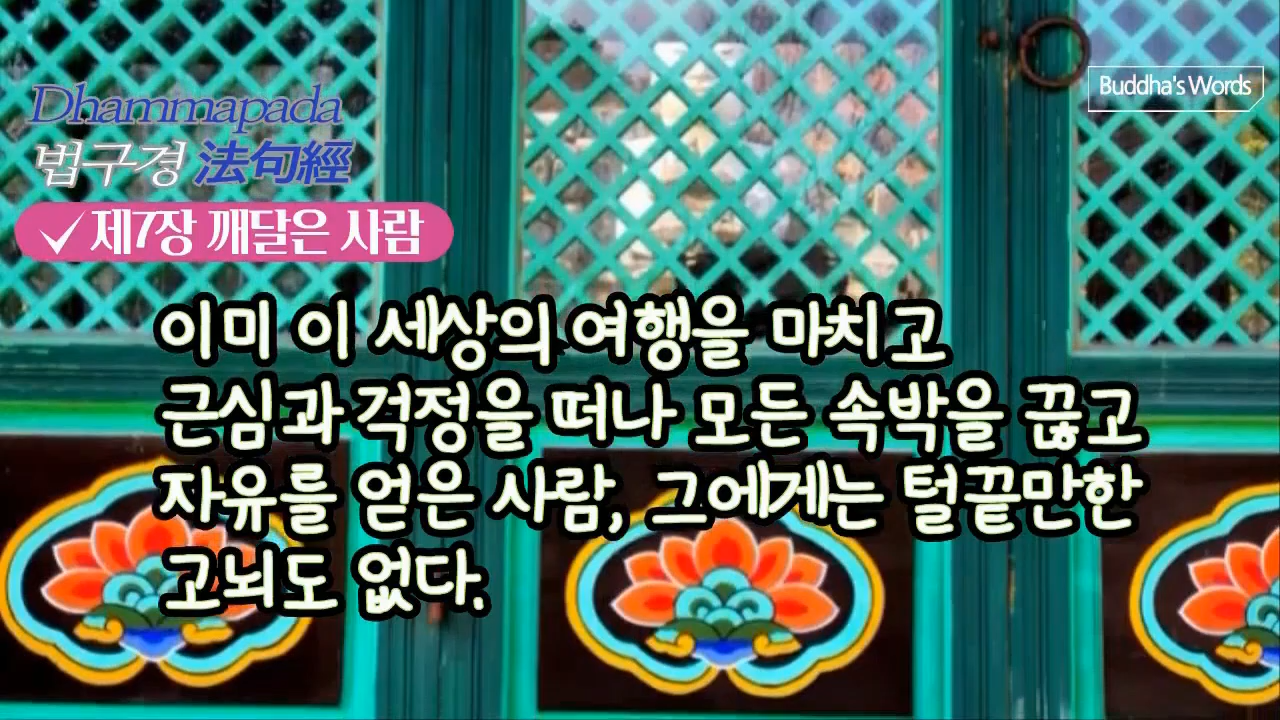 Dhammapada
법구경 法句經
제7장 깨달은 사람
Buddha's Words
이미 이 세상의 여행을 마치고
근심과 걱정을 떠나 모든 속박을 끊고
자유를 얻은 사람, 그에게는 털끝만한
고뇌도 없다.